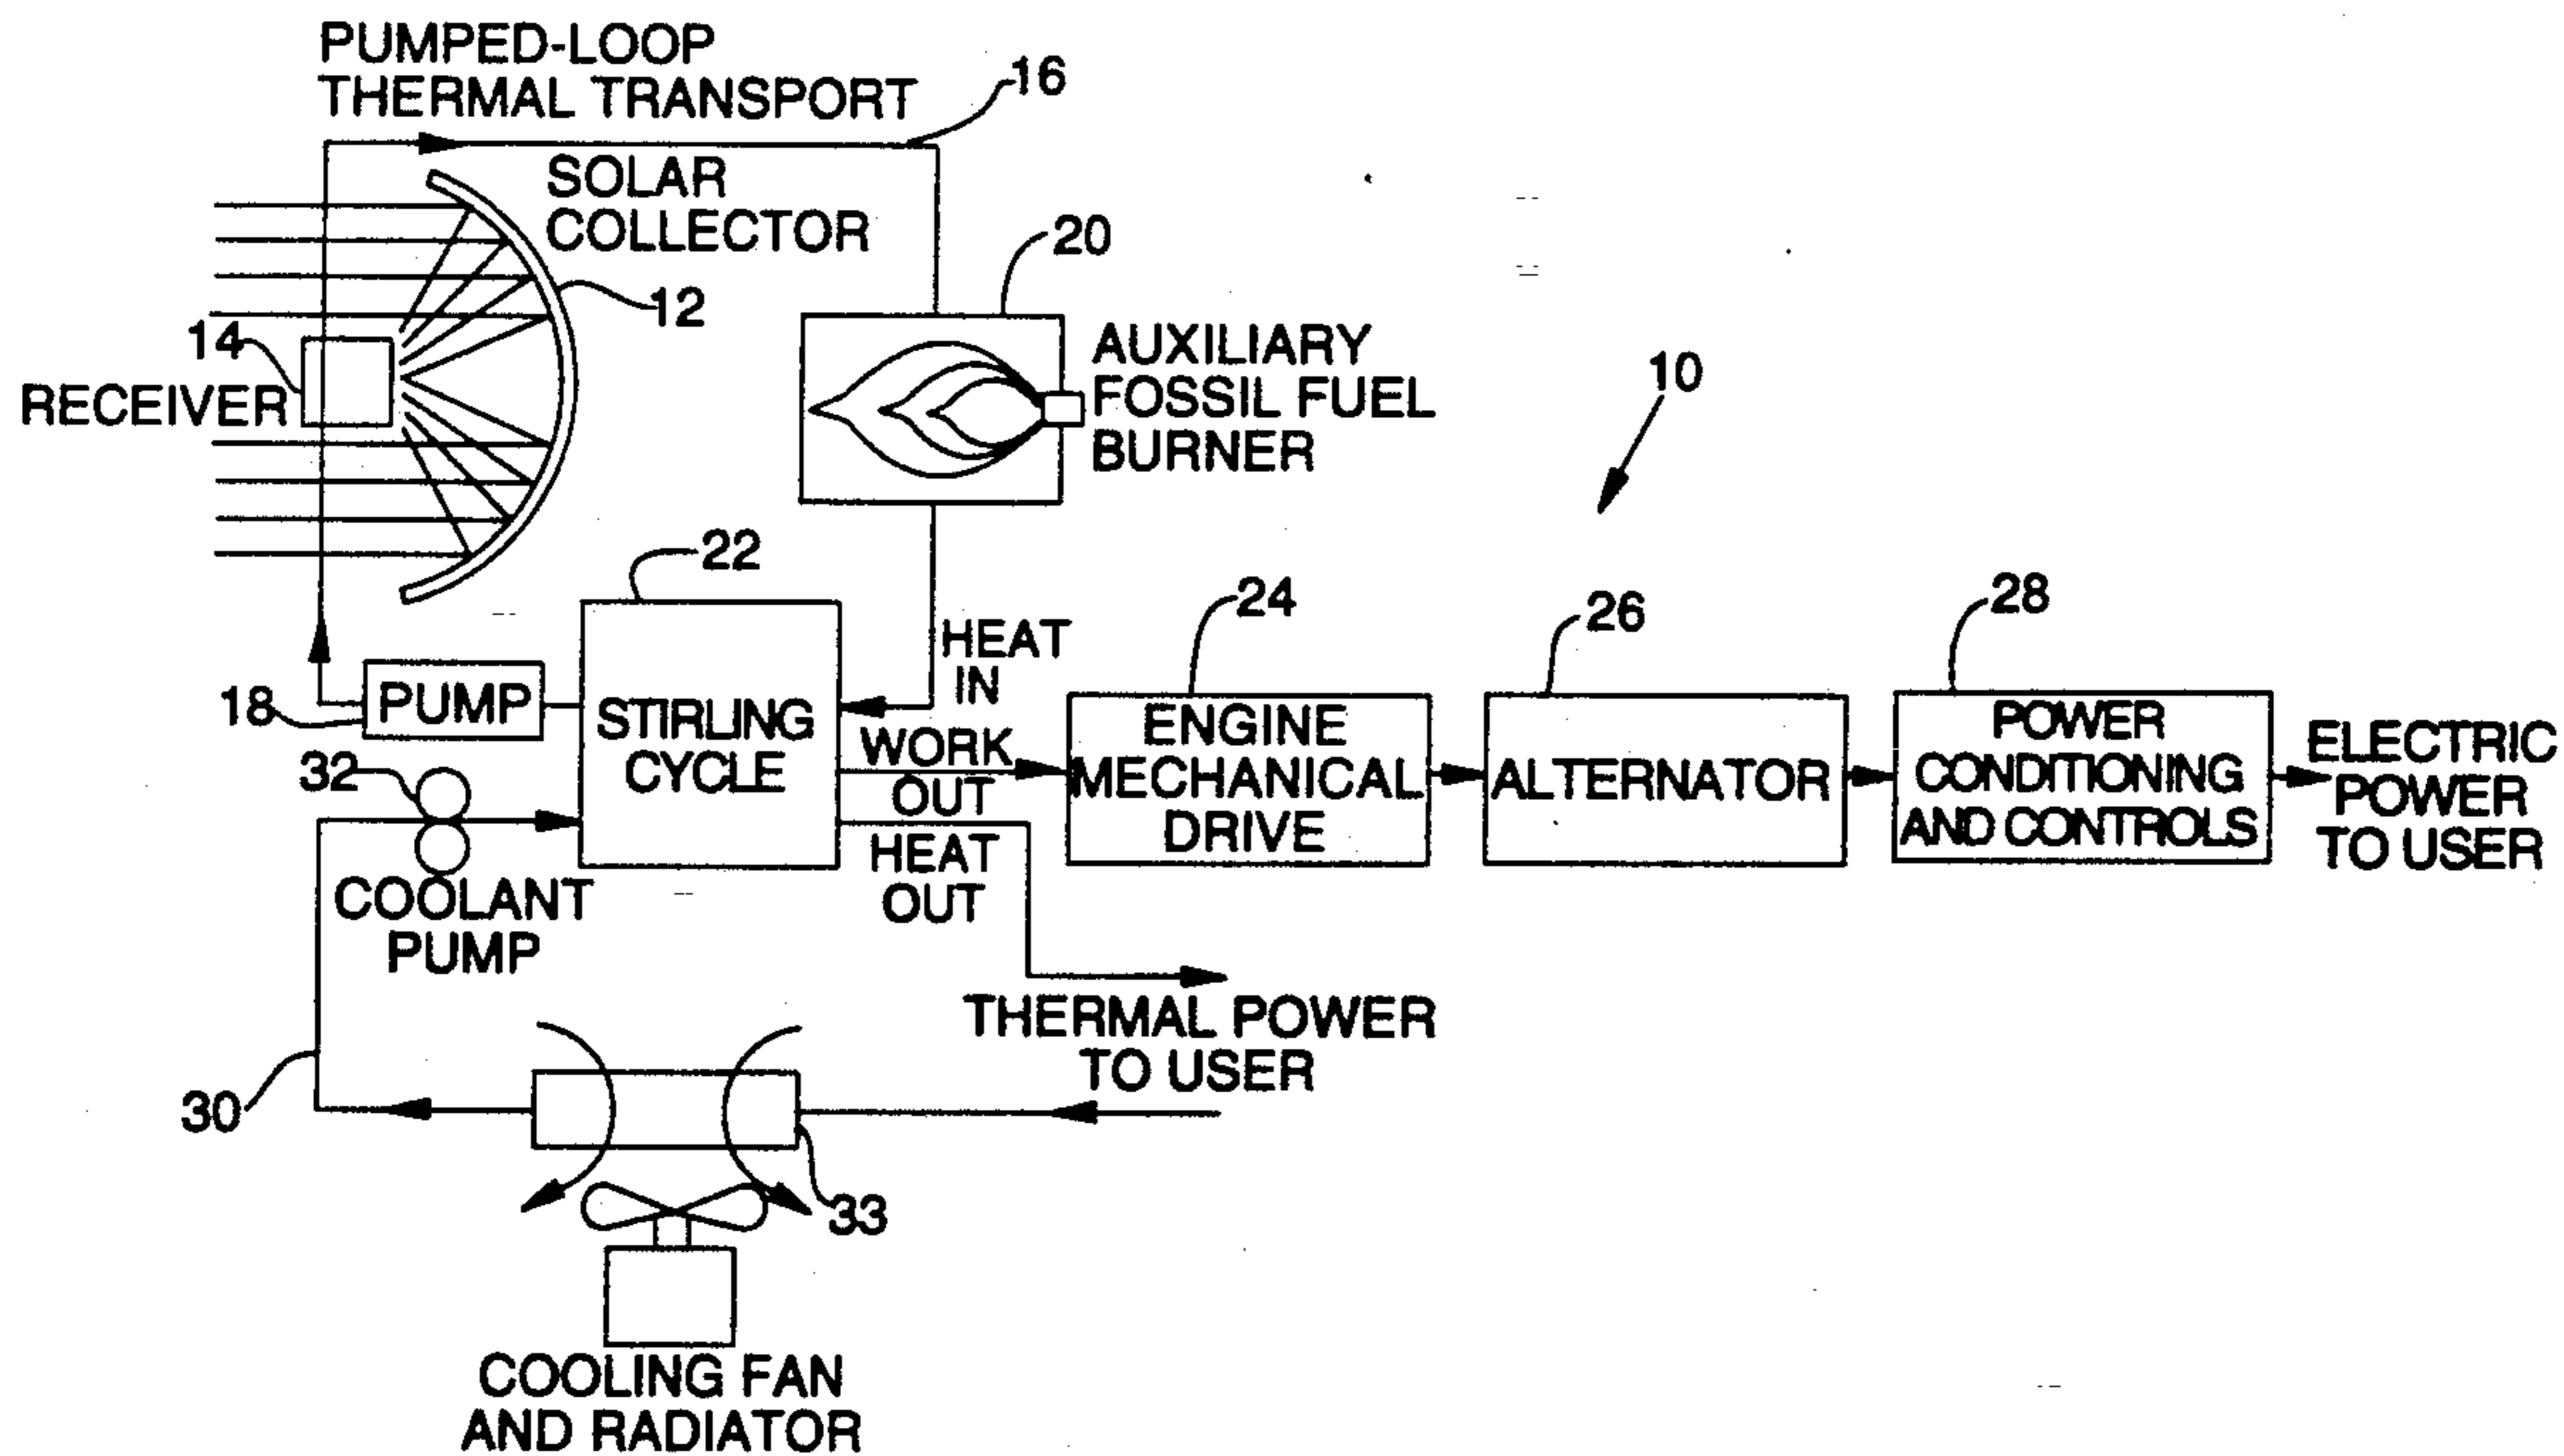 PUMPED-LOOP
THERMAL TRANSPORT
16
SOLAR
COLLECTOR
12
14
RECEIVER
20
AUXILIARY
FOSSIL FUEL
BURNER
10
22
HEAT
IN
18
PUMP
STIRLING
CYCLE
WORK
OUT
HEAT
OUT
24
ENGINE
MECHANICAL
DRIVE
26
ALTERNATOR
28
POWER
CONDITIONING
AND CONTROLS
ELECTRIC
POWER
TO USER
32
COOLANT
PUMP
THERMAL POWER
TO USER
30
33
COOLING FAN
AND RADIATOR